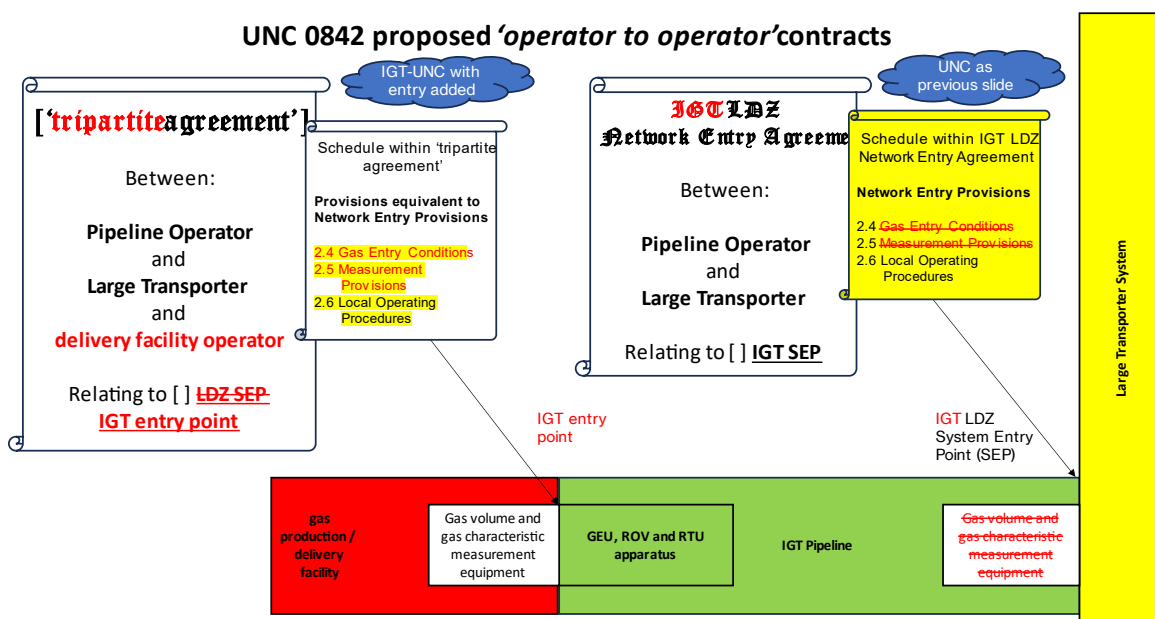 UNC 0842 proposed ‘operator to operator’contracts
IGT-UNC with
entry added
UNC as
previous slide
[‘tripartiteagreement’]
Between:
Pipeline Operator
and
Large Transporter
and
delivery facility operator
Relating to [ ] LDZ SEP
IGT entry point
Schedule within ‘tripartite
agreement’
Provisions equivalent to
Network Entry Provisions
2.4 Gas Entry Conditions
2.5 Measurement
Provisions
2.6 Local Operating
Procedures
IGT LDZ
Network Entry Agreeme
Between:
Pipeline Operator
and
Large Transporter
Relating to [ ] IGT SEP
Schedule within IGT LDZ
Network Entry Agreement
Network Entry Provisions
2.4 Gas Entry Conditions
2.5 Measurement Provisions
2.6 Local Operating
Procedures
Large Transporter System
IGT entry
point
IGT LDZ
System Entry
Point (SEP)
gas
production /
delivery
facility
Gas volume and
gas characteristic
measurement
equipment
GEU, ROV and RTU
apparatus
IGT Pipeline
Gas volume and
gas characteristic
measurement
equipment